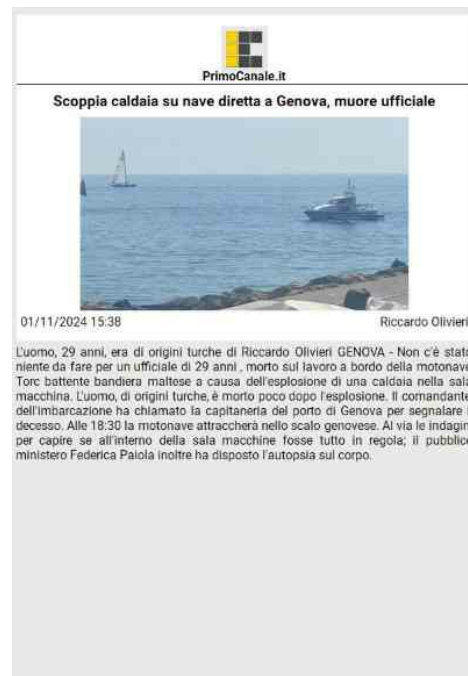 PrimoCanale.it
Scoppia caldaia su nave diretta a Genova, muore ufficiale
01/11/2024 15:38 Riccardo Olivieri
L'uomo, 29 anni, era di origini turche di Riccardo Olivieri GENOVA - Non c'è stato
niente da fare per un ufficiale di 29 anni , morto sul lavoro a bordo della motonave
Torc battente bandiera maltese a causa dell'esplosione di una caldaia nella sala
macchina. L'uomo, di origini turche, è morto poco dopo l'esplosione. Il comandante
dell'imbarcazione ha chiamato la capitaneria del porto di Genova per segnalare i
decesso. Alle 18:30 la motonave attraccherà nello scalo genovese. Al via le indagin
per capire se all'interno della sala macchine fosse tutto in regola; il pubblico
ministero Federica Paiola inoltre ha disposto l'autopsia sul corpo.